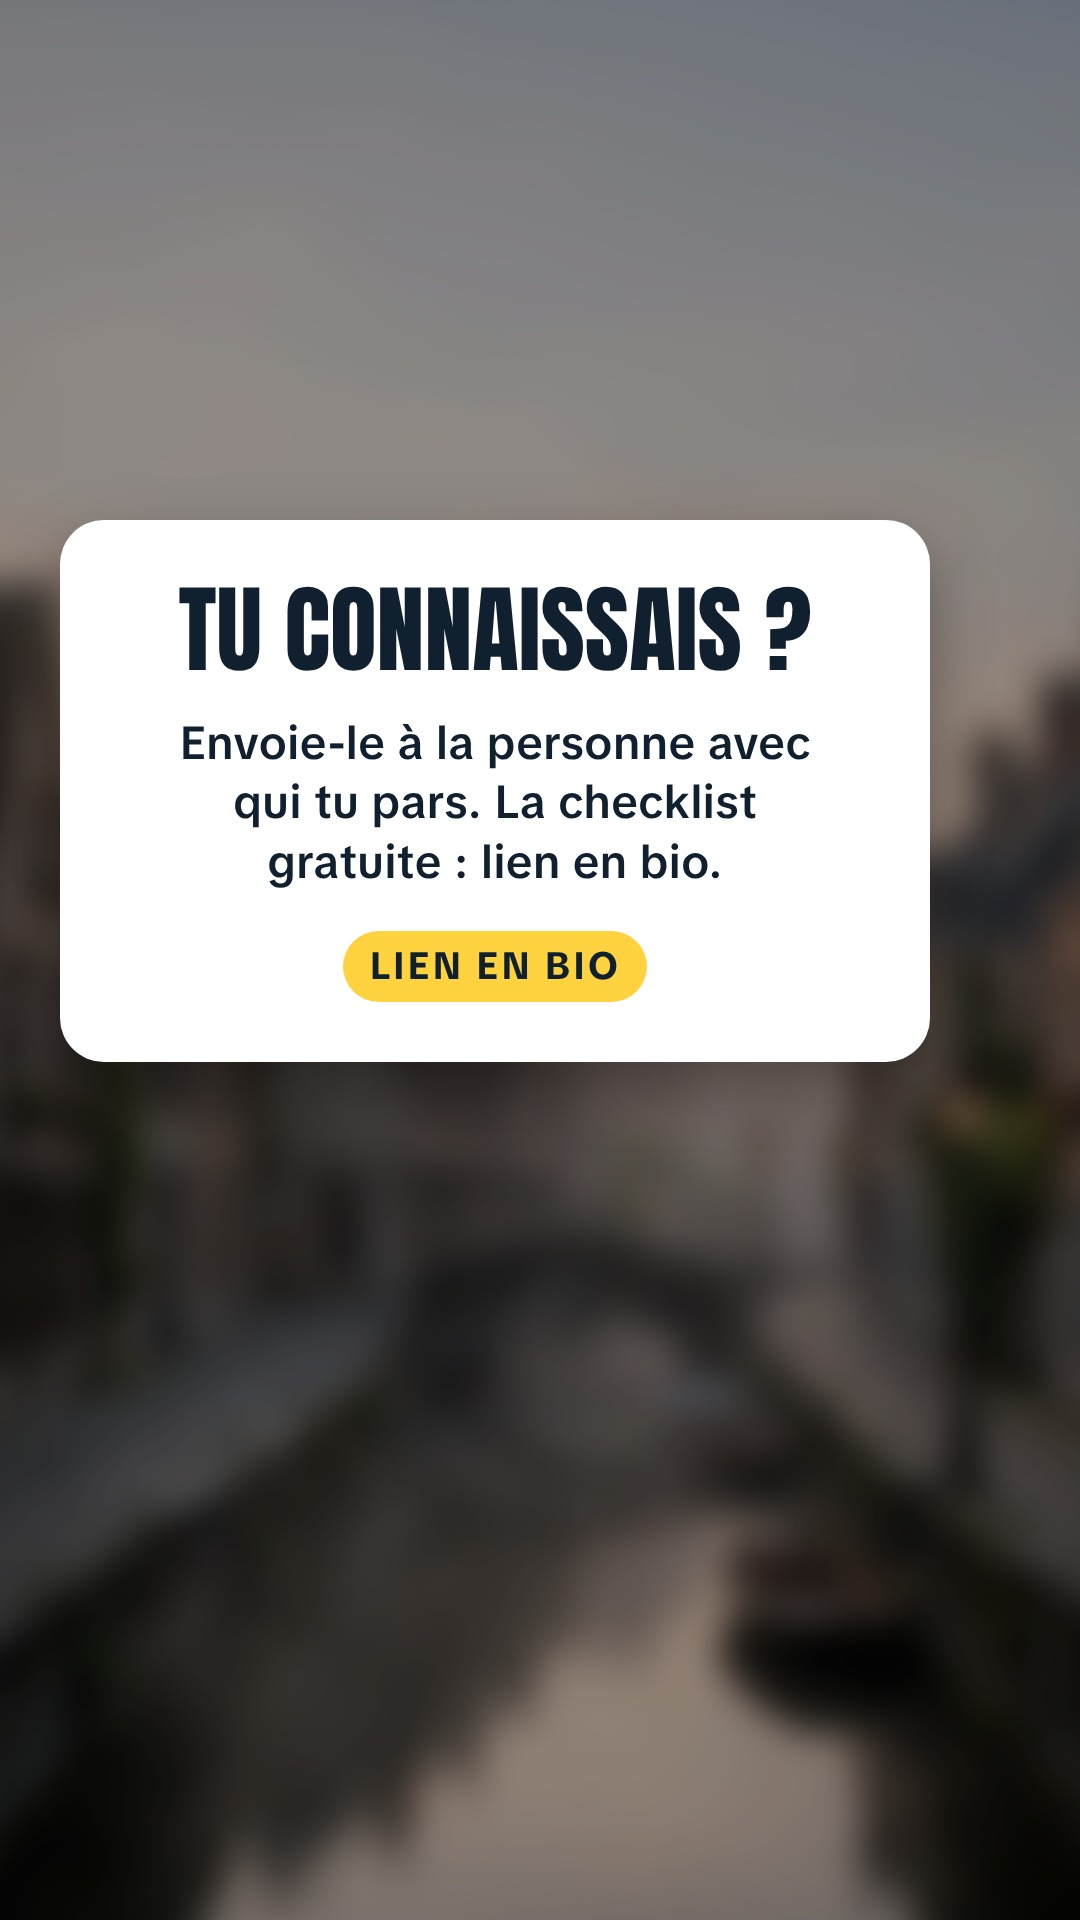 TU CONNAISSAIS ?
Envoie-le à la personne avec
qui tu pars. La checklist
gratuite : lien en bio.
LIEN EN BIO